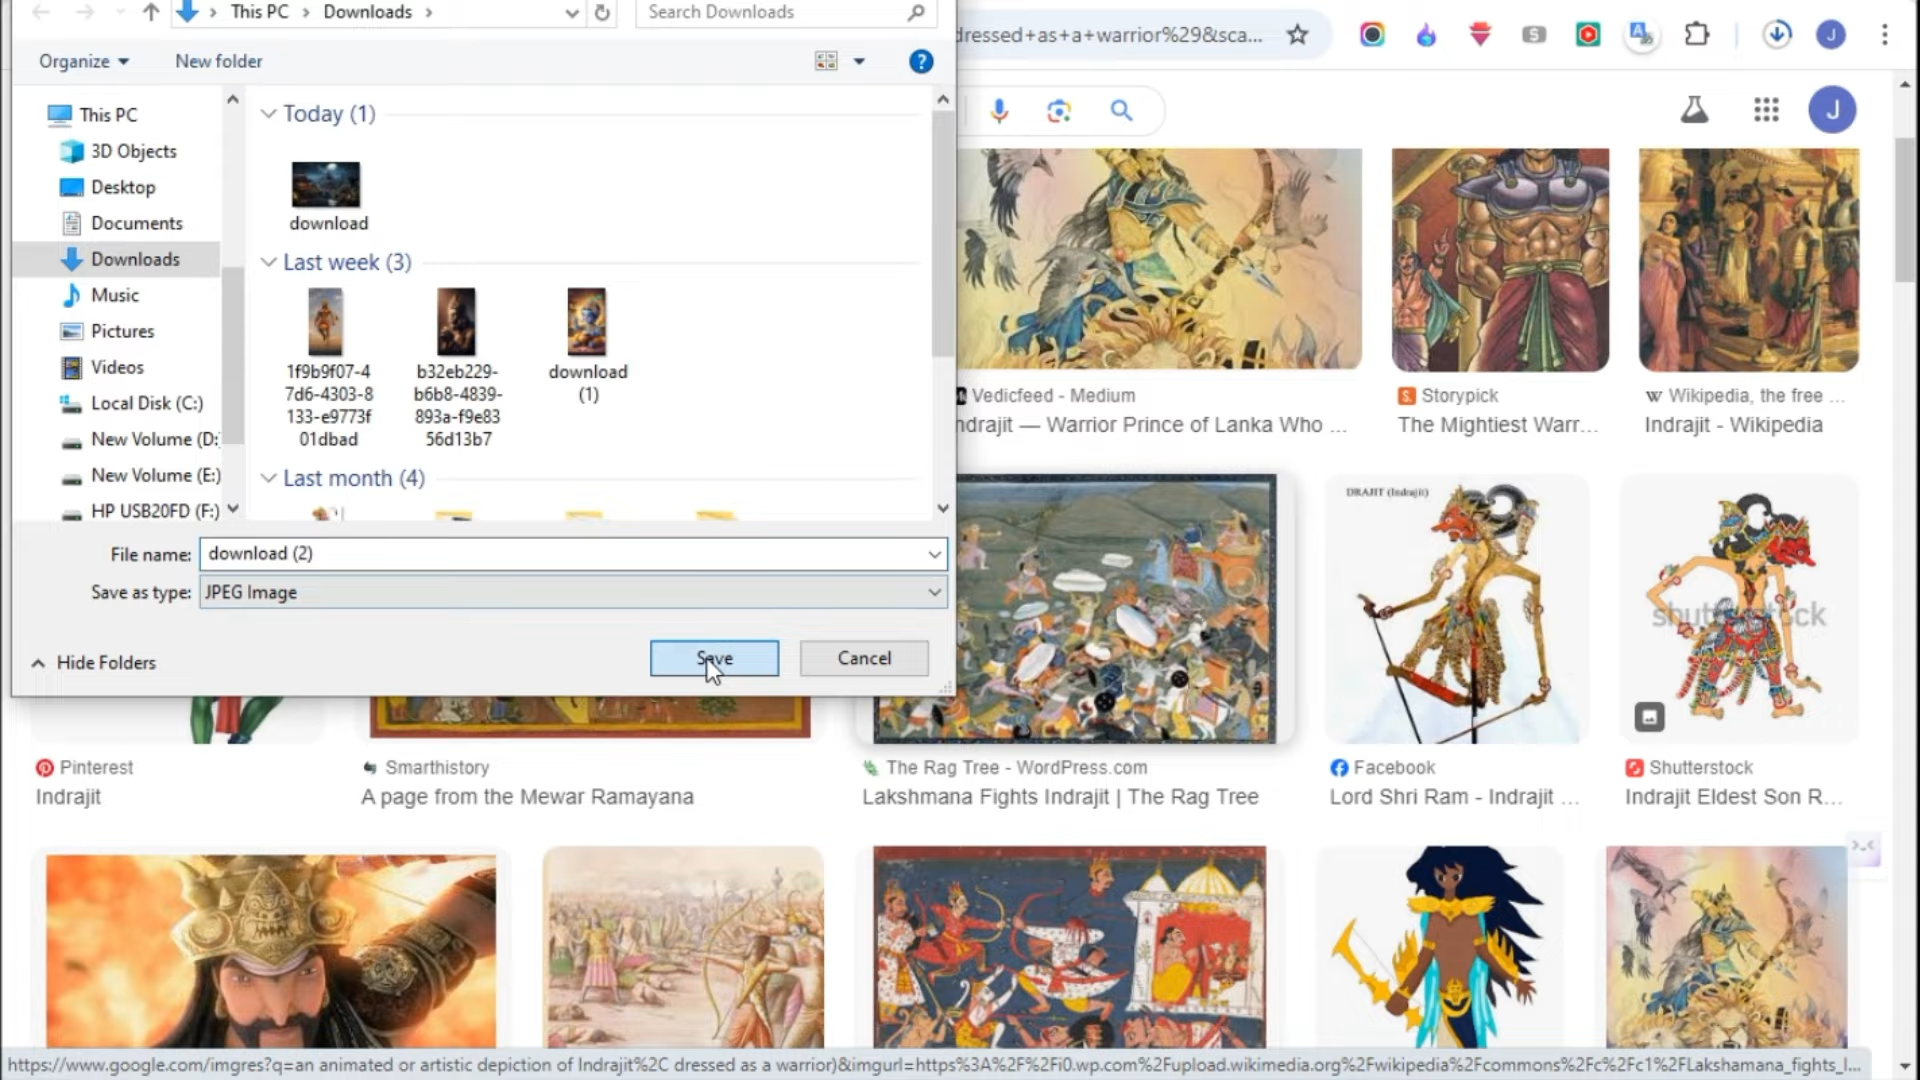 This PC
Downloads
Search Downloads
dressed+as+a+warrior%29&sca...
Organize
New folder
This PC
3D Objects
Desktop
Documents
Downloads
Music
Pictures
Videos
Local Disk (C:)
New Volume (D:
New Volume (E:)
HP USB20FD (F:)
Today (1)
download
Last week (3)
1f9b9f07-4
7d6-4303-8
133-e9773f
01dbad
b32eb229-
b6b8-4839-
893a-f9e83
56d13b7
download
(1)
Last month (4)
File name:
download (2)
Save as type:
JPEG Image
Hide Folders
Save
Cancel
S
J
J
Vedicfeed - Medium
ndrajit — Warrior Prince of Lanka Who ...
S.
Storypick
The Mightiest Warr...
W
Wikipedia, the free ...
Indrajit - Wikipedia
DRAJIT (Indrajit)
shutterstock
Pinterest
Indrajit
Smarthistory
A page from the Mewar Ramayana
The Rag Tree - WordPress.com
Lakshmana Fights Indrajit | The Rag Tree
Facebook
Lord Shri Ram - Indrajit ...
Shutterstock
Indrajit Eldest Son R...
https://www.google.com/imgres?q=an animated or artistic depiction of Indrajit%2C dressed as a warrior)&imgurl=https%3A%2F%2Fi0.wp.com%2Fupload.wikimedia.org%2Fwikipedia%2Fcommons%2Fc%2Fc1%2FLakshamana_fights_I...